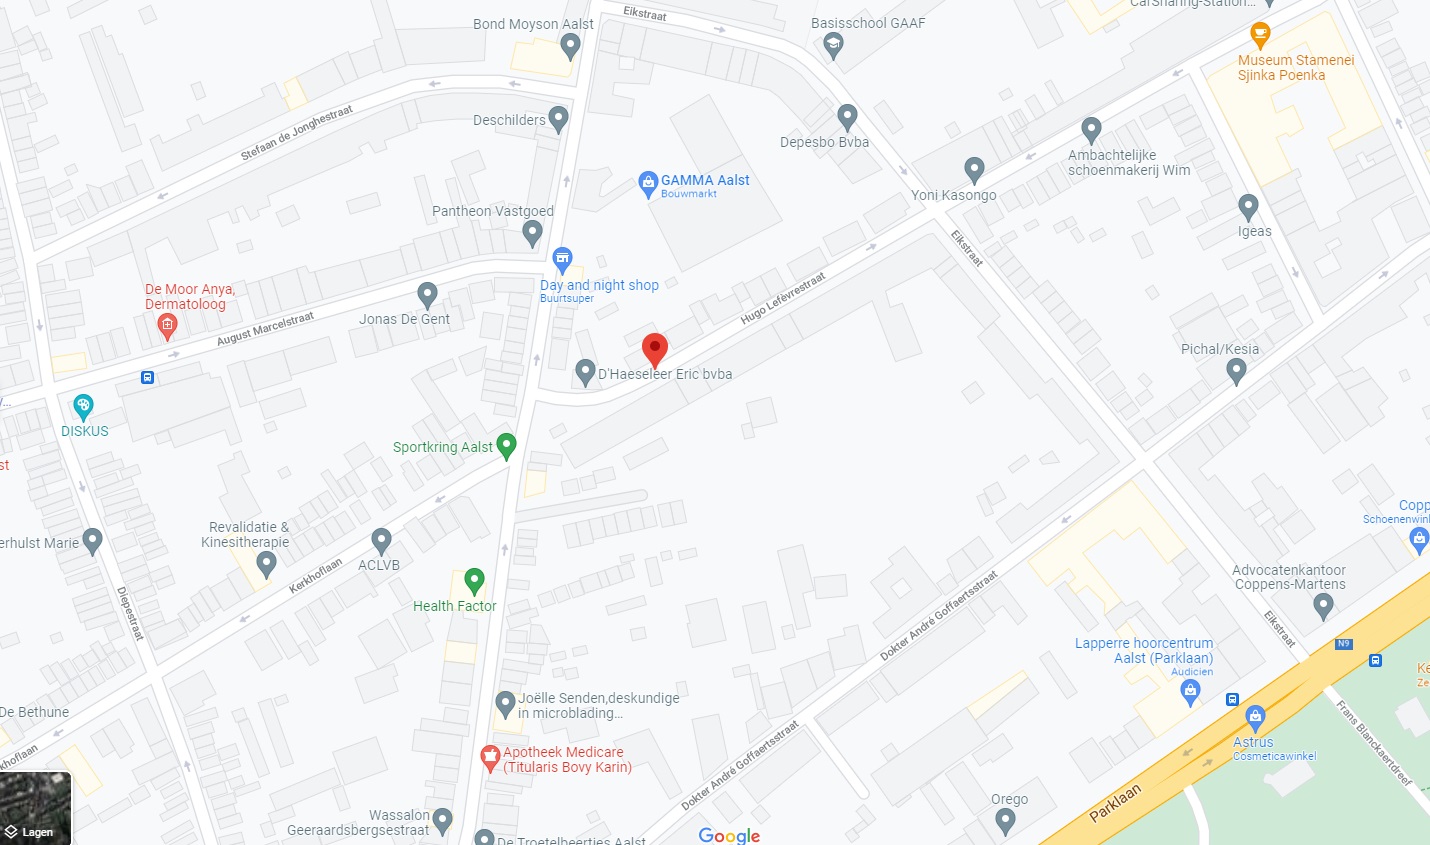 Eikstraat
CarSharing-Station...
Bond Moyson Aalst
Basisschool GAAF
Museum Stamenei
Sjinka Poenka
Deschilders
Stefaan de Jonghestraat
Depesbo Bvba
Ambachtelijke
schoenmakerij Wim
GAMMA Aalst
Bouwmarkt
Yoni Kasongo
Pantheon Vastgoed
Igeas
Eikstraat
Day and night shop
Buurtsuper
De Moor Anya,
Dermatoloog
Hugo Lefèvrestraat
Jonas De Gent
August Marcelstraat
Pichal/Kesia
D'Haeseleer Eric bvba
DISKUS
Sportkring Aalst
st
Copp
Schoenenwink
Revalidatie &
Kinesitherapie
erhulst Marie
ACLVB
Kerkhoflaan
Advocatenkantoor
Coppens-Martens
Health Factor
Diepestraat
Dokter André Goffaertsstraat
Eikstraat
N9
Lapperre hoorcentrum
Aalst (Parklaan)
Audicien
Ke
Ze
Joëlle Senden,deskundige
in microblading...
De Bethune
Frans Blanckaertdreef
Astrus
Cosmeticawinkel
khoflaan
Apotheek Medicare
(Titularis Bovy Karin)
Dokter André Goffaertsstraat
Orego
Parklaan
Wassalon
Geeraardsbergsestraat
Lagen
Google
De Troetelbeertjes Aalst